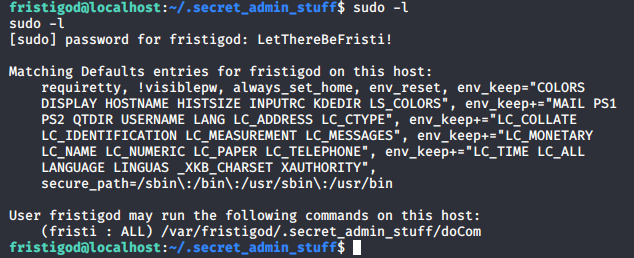 fristigod@localhost:~/.secret_admin_stuff$ sudo -l
sudo -l
[sudo] password for fristigod: LetThereBeFristi!
Matching Defaults entries for fristigod on this host:
requiretty, !visiblepw, always_set_home, env_reset, env_keep="COLORS
DISPLAY HOSTNAME HISTSIZE INPUTRC KDEDIR LS_COLORS", env_keep+="MAIL PS1
PS2 QTDIR USERNAME LANG LC_ADDRESS LC_CTYPE", env_keep+="LC_COLLATE
LC_IDENTIFICATION LC_MEASUREMENT LC_MESSAGES", env_keep+="LC_MONETARY
LC_NAME LC_NUMERIC LC_PAPER LC_TELEPHONE", env_keep+="LC_TIME LC_ALL
LANGUAGE LINGUAS _XKB_CHARSET XAUTHORITY",
secure_path=/sbin\:/bin\:/usr/sbin\:/usr/bin
User fristigod may run the following commands on this host:
(fristi : ALL) /var/fristigod/.secret_admin_stuff/doCom
fristigod@localhost:~/.secret_admin_stuff$